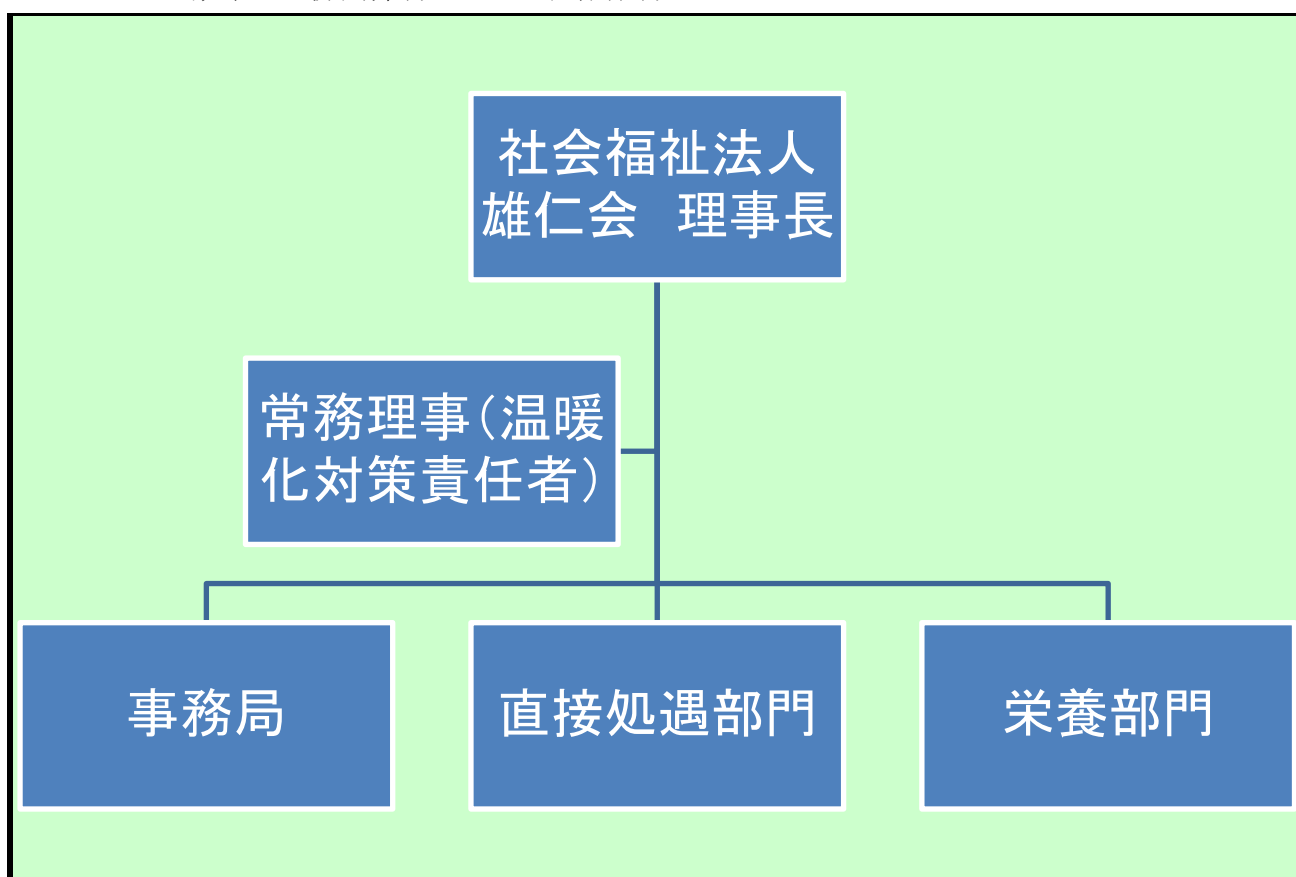 社会福祉法人
雄仁会　理事長
常務理事（温暖
化対策責任者）
事務局
直接処遇部門
栄養部門